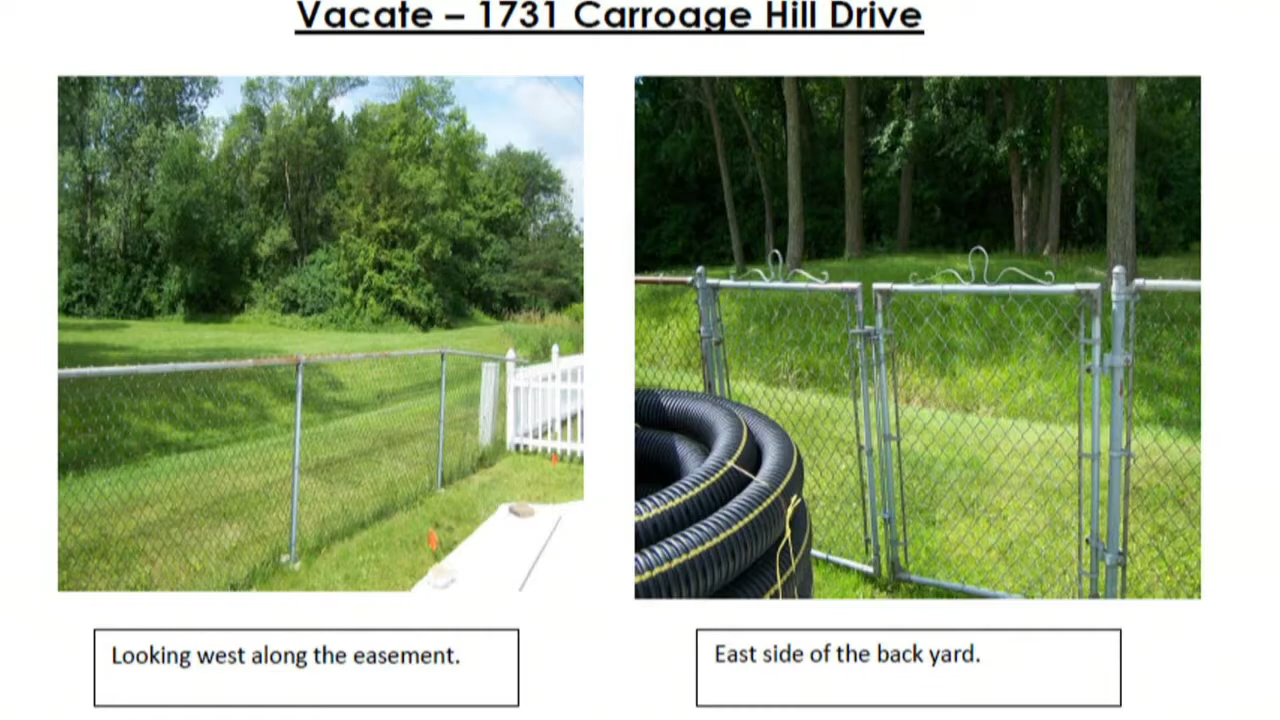 Vacate – 1731 Carroage Hill Drive
Looking west along the easement.
East side of the back yard.